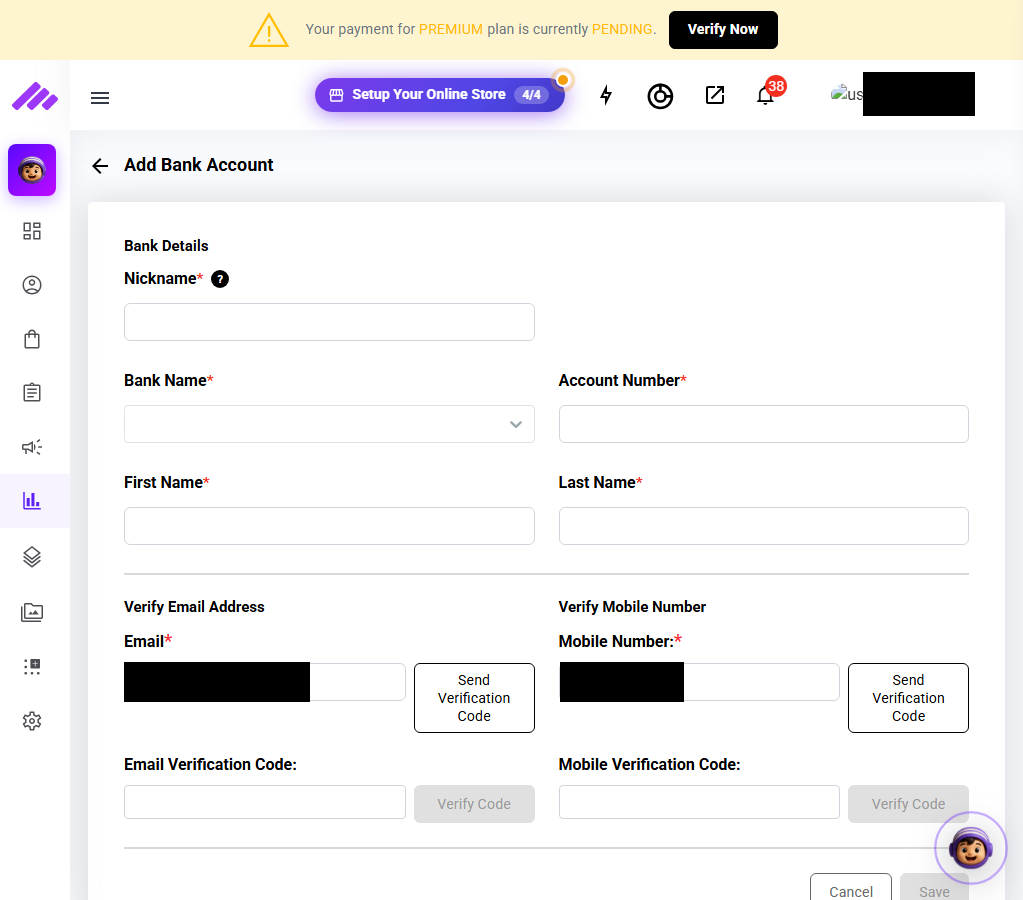 Your payment for PREMIUM plan is currently PENDING.
Verify Now
Setup Your Online Store 4/4
38
us
Add Bank Account
Bank Details
Nickname* ?
Bank Name*
Account Number*
First Name*
Last Name*
Verify Email Address
Verify Mobile Number
Email*
Mobile Number:*
Send
Verification
Code
Send
Verification
Code
Email Verification Code:
Mobile Verification Code:
Verify Code
Verify Code
Cancel
Save